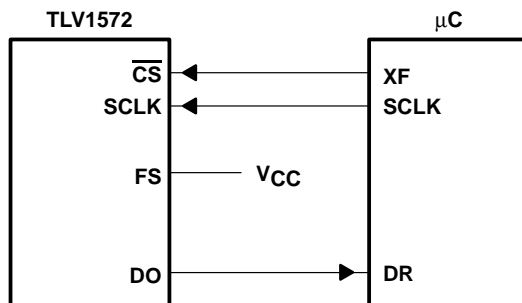 TLV1572
μC
CS
XF
SCLK
SCLK
FS
VCC
DO
DR